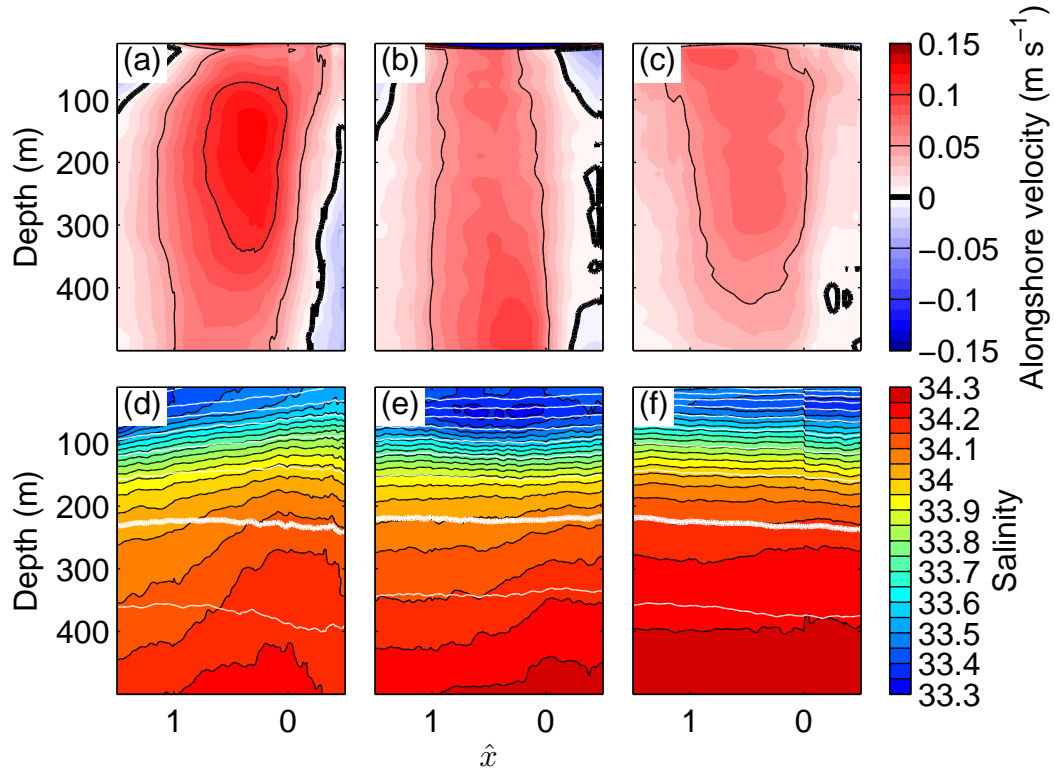 (a)
(b)
(c)
100
200
300
400
Depth (m)
0.15
0.1
0.05
0
−0.05
−0.1
−0.15
Alongshore velocity (m s−1)
(d)
(e)
(f)
100
200
300
400
Depth (m)
34.3
34.2
34.1
34
33.9
33.8
33.7
33.6
33.5
33.4
33.3
Salinity
1 0 1 0 1 0
x̂